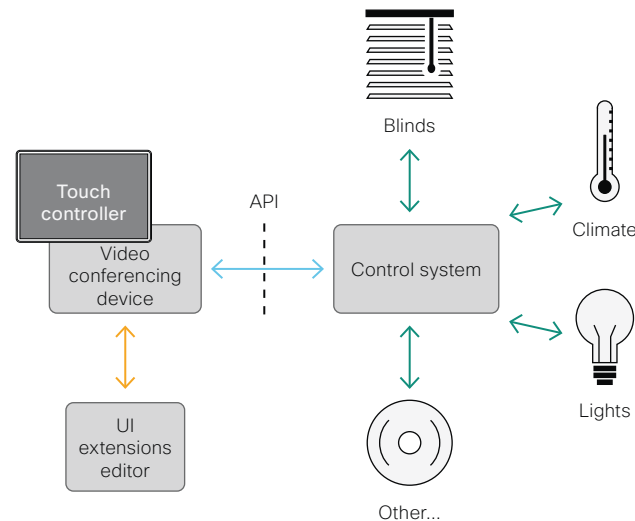 Blinds
Climate
Touch
controller
API
Video
conferencing
device
Control system
Lights
UI
extensions
editor
Other...